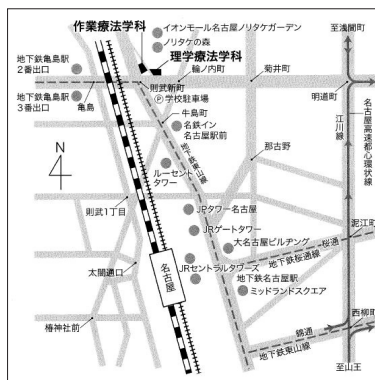 作業療法学科
イオンモール名古屋ノリタケガーデン
ノリタケの森
至浅間町
理学療法学科
地下鉄亀島駅
2番出口
輪ノ内町
菊井町
則武新町
明道町
地下鉄亀島駅
3番出口
亀島
Ⓟ学校駐車場
牛島町
名鉄イン
名古屋駅前
江川線
名古屋高速都心環状線
N
地下鉄東山線
那古野
ルーセント
タワー
則武1丁目
JPタワー名古屋
泥江町
JRゲートタワー
桜通
大名古屋ビルヂング
地下鉄桜通線
太閤通口
名古屋
JRセントラルタワーズ
地下鉄名古屋駅
ミッドランドスクエア
西柳町
椿神社前
錦通
地下鉄東山線
至山王